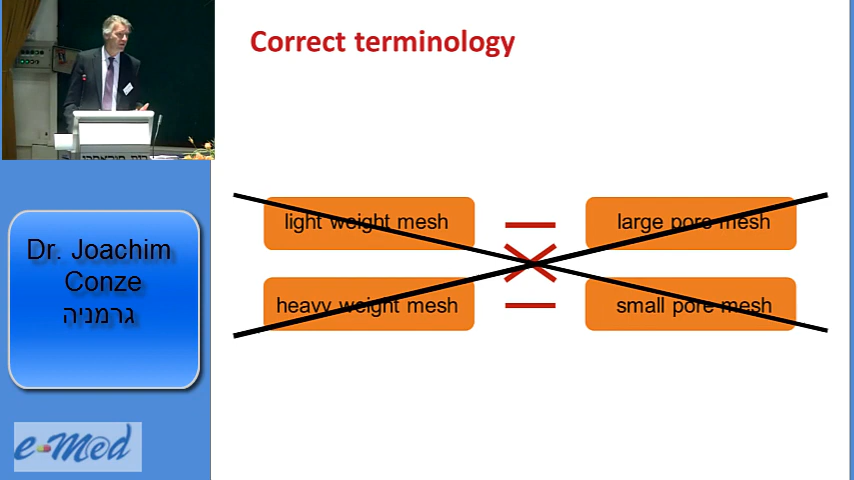 Correct terminology
light weight mesh
large pore mesh
heavy weight mesh
small pore mesh
Dr. Joachim
Conze
גרמניה
e-Med